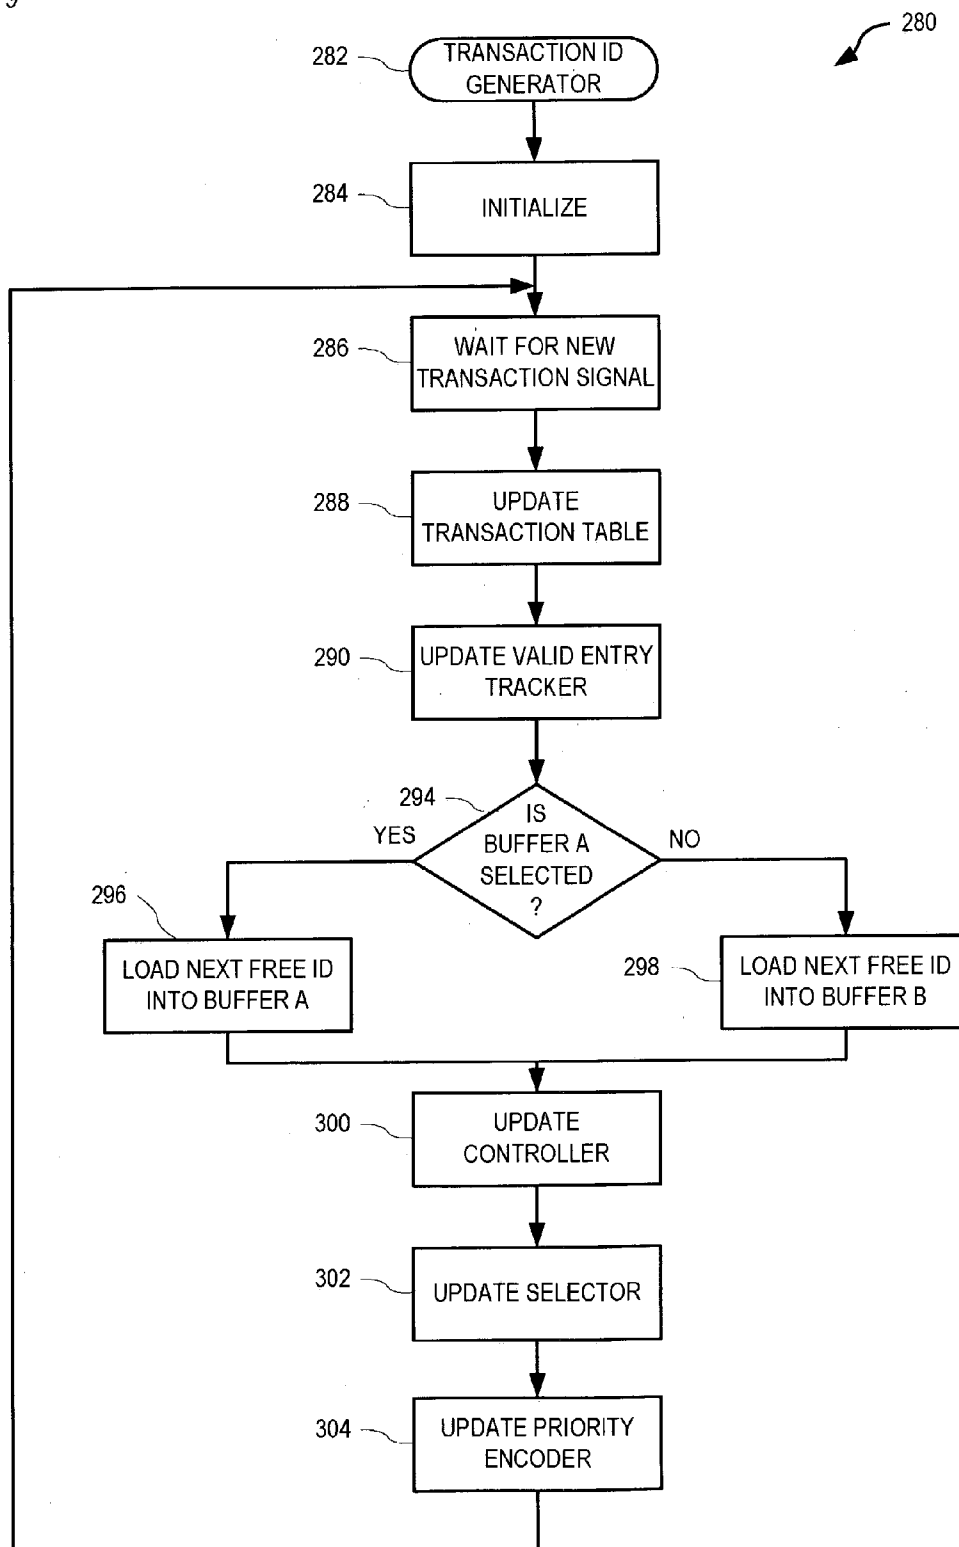 280
282
TRANSACTION ID
GENERATOR
284
INITIALIZE
286
WAIT FOR NEW
TRANSACTION SIGNAL
288
UPDATE
TRANSACTION TABLE
290
UPDATE VALID ENTRY
TRACKER
294
IS
BUFFER A
SELECTED
?
YES
NO
296
LOAD NEXT FREE ID
INTO BUFFER A
298
LOAD NEXT FREE ID
INTO BUFFER B
300
UPDATE
CONTROLLER
302
UPDATE SELECTOR
304
UPDATE PRIORITY
ENCODER